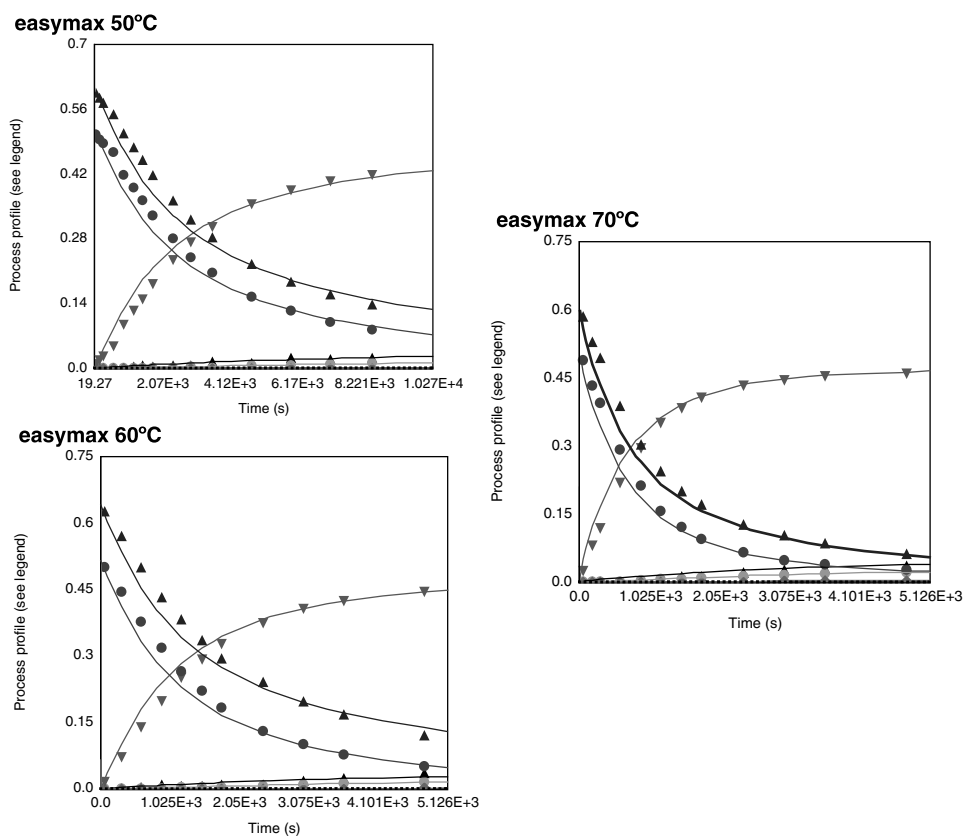 easymax 50ºC
Process profile (see legend)
0.7
0.56
0.42
0.28
0.14
0.0
19.27 2.07E+3 4.12E+3 6.17E+3 8.221E+3 1.027E+4
Time (s)
easymax 60ºC
Process profile (see legend)
0.75
0.6
0.45
0.3
0.15
0.0
0.0 1.025E+3 2.05E+3 3.075E+3 4.101E+3 5.126E+3
Time (s)
easymax 70ºC
Process profile (see legend)
0.75
0.6
0.45
0.3
0.15
0.0
0.0 1.025E+3 2.05E+3 3.075E+3 4.101E+3 5.126E+3
Time (s)